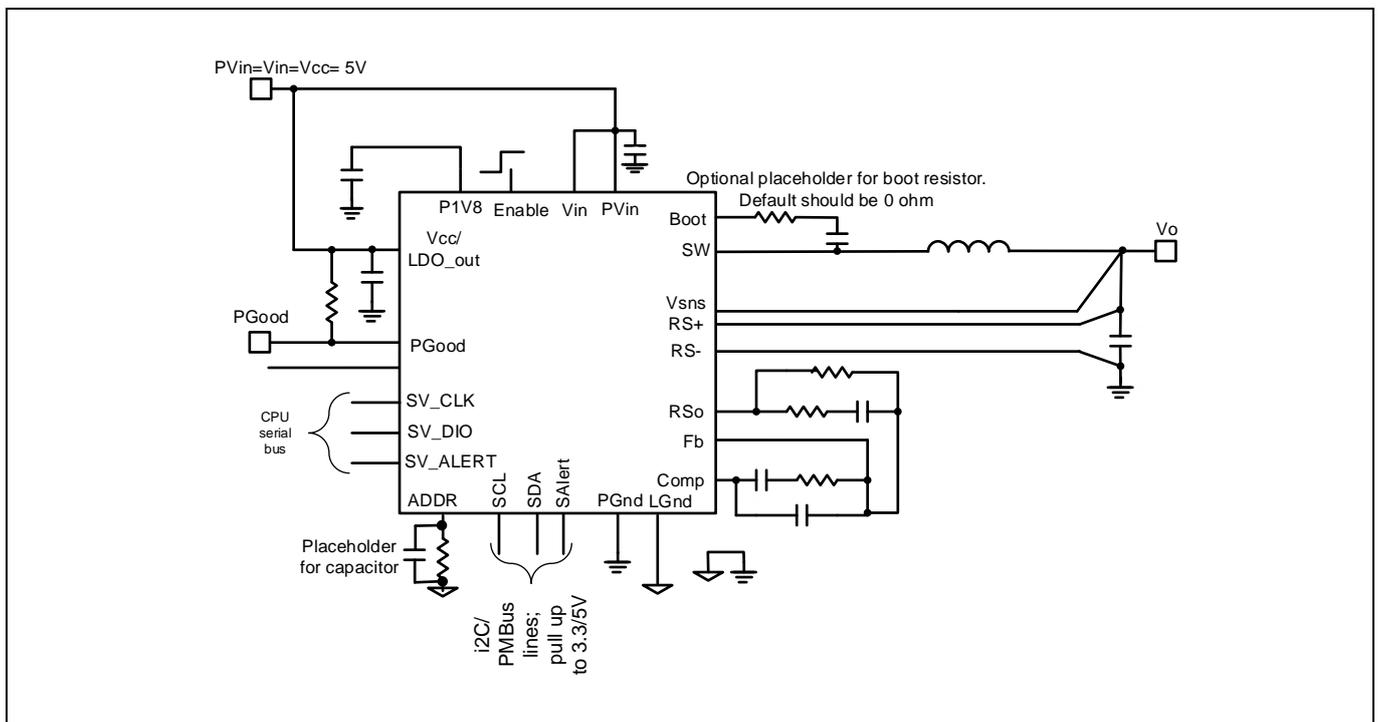 PVin=Vin=Vcc= 5V
Optional placeholder for boot resistor.
Default should be 0 ohm
P1V8
Enable
Vin
PVin
Boot
Vcc/
LDO_out
SW
Vo
Vsns
RS+
RS-
PGood
PGood
CPU
serial
bus
SV_CLK
SV_DIO
SV_ALERT
RSo
Fb
Comp
ADDR
SCL
SDA
SAlert
PGnd
LGnd
Placeholder
for capacitor
i2C/
PMBus
lines;
pull up
to 3.3/5V